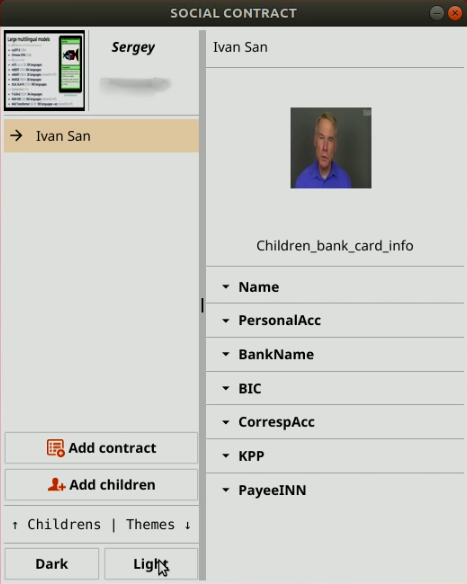 SOCIAL CONTRACT
Large multilingual models
Sergey
Ivan San
Ivan San
Children_bank_card_info
Name
PersonalAcc
BankName
BIC
CorrespAcc
KPP
PayeeINN
Add contract
Add children
↑ Childrens | Themes ↓
Dark
Light